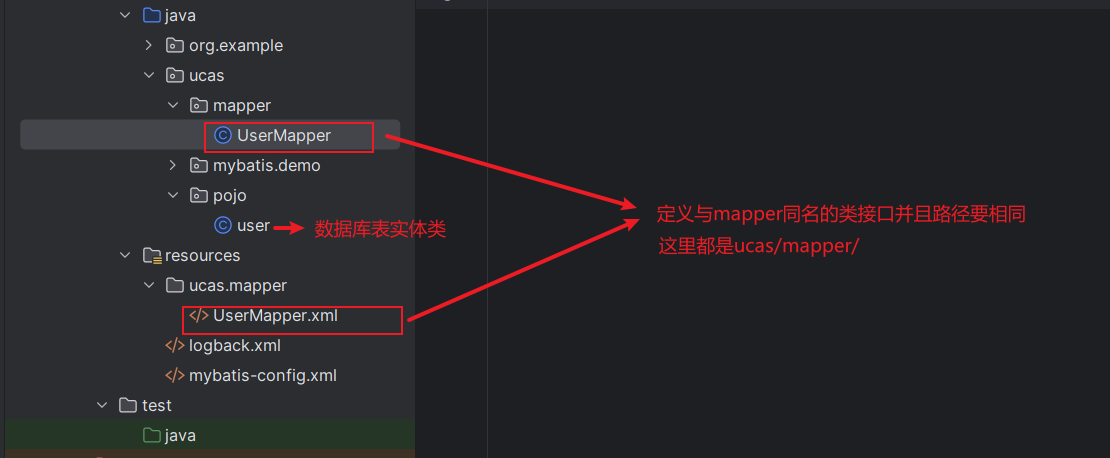 java
org.example
ucas
mapper
UserMapper
mybatis.demo
pojo
user
数据库表实体类
定义与mapper同名的类接口并且路径要相同
这里都是ucas/mapper/
resources
ucas.mapper
UserMapper.xml
logback.xml
mybatis-config.xml
test
java